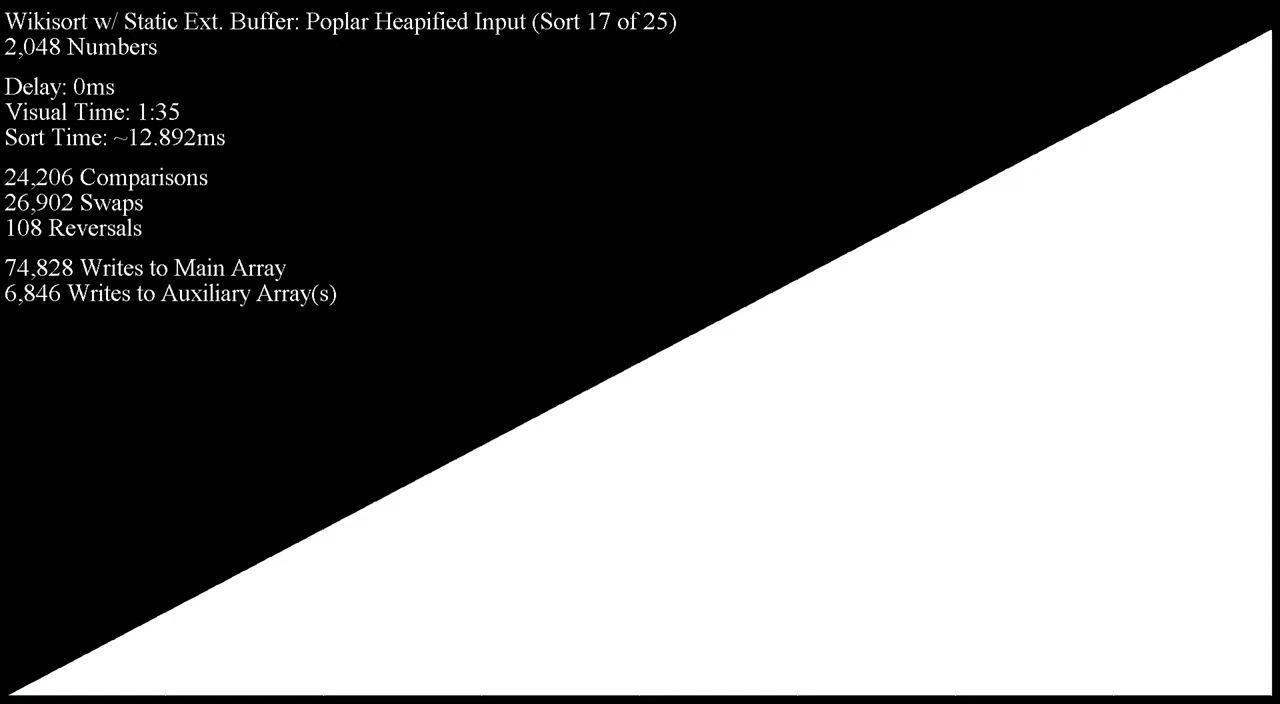 Wikisort w/ Static Ext. Buffer: Poplar Heapified Input (Sort 17 of 25)
2,048 Numbers
Delay: 0ms
Visual Time: 1:35
Sort Time: ~12.892ms
24,206 Comparisons
26,902 Swaps
108 Reversals
74,828 Writes to Main Array
6,846 Writes to Auxiliary Array(s)